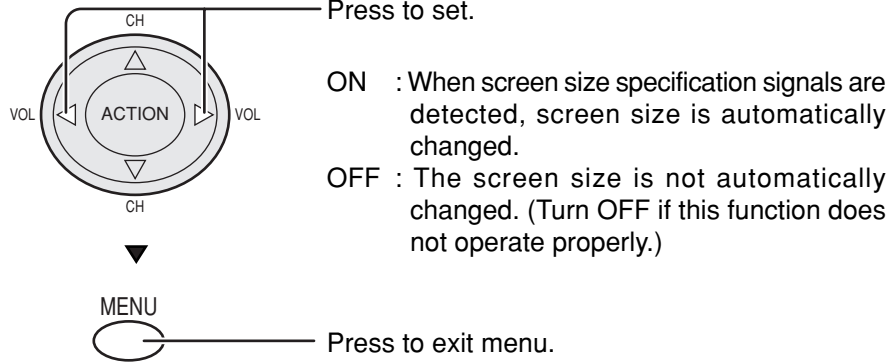 Press to set.
CH
VOL
ACTION
VOL
CH
ON : When screen size specification signals are
detected, screen size is automatically
changed.
OFF : The screen size is not automatically
changed. (Turn OFF if this function does
not operate properly.)
MENU
Press to exit menu.